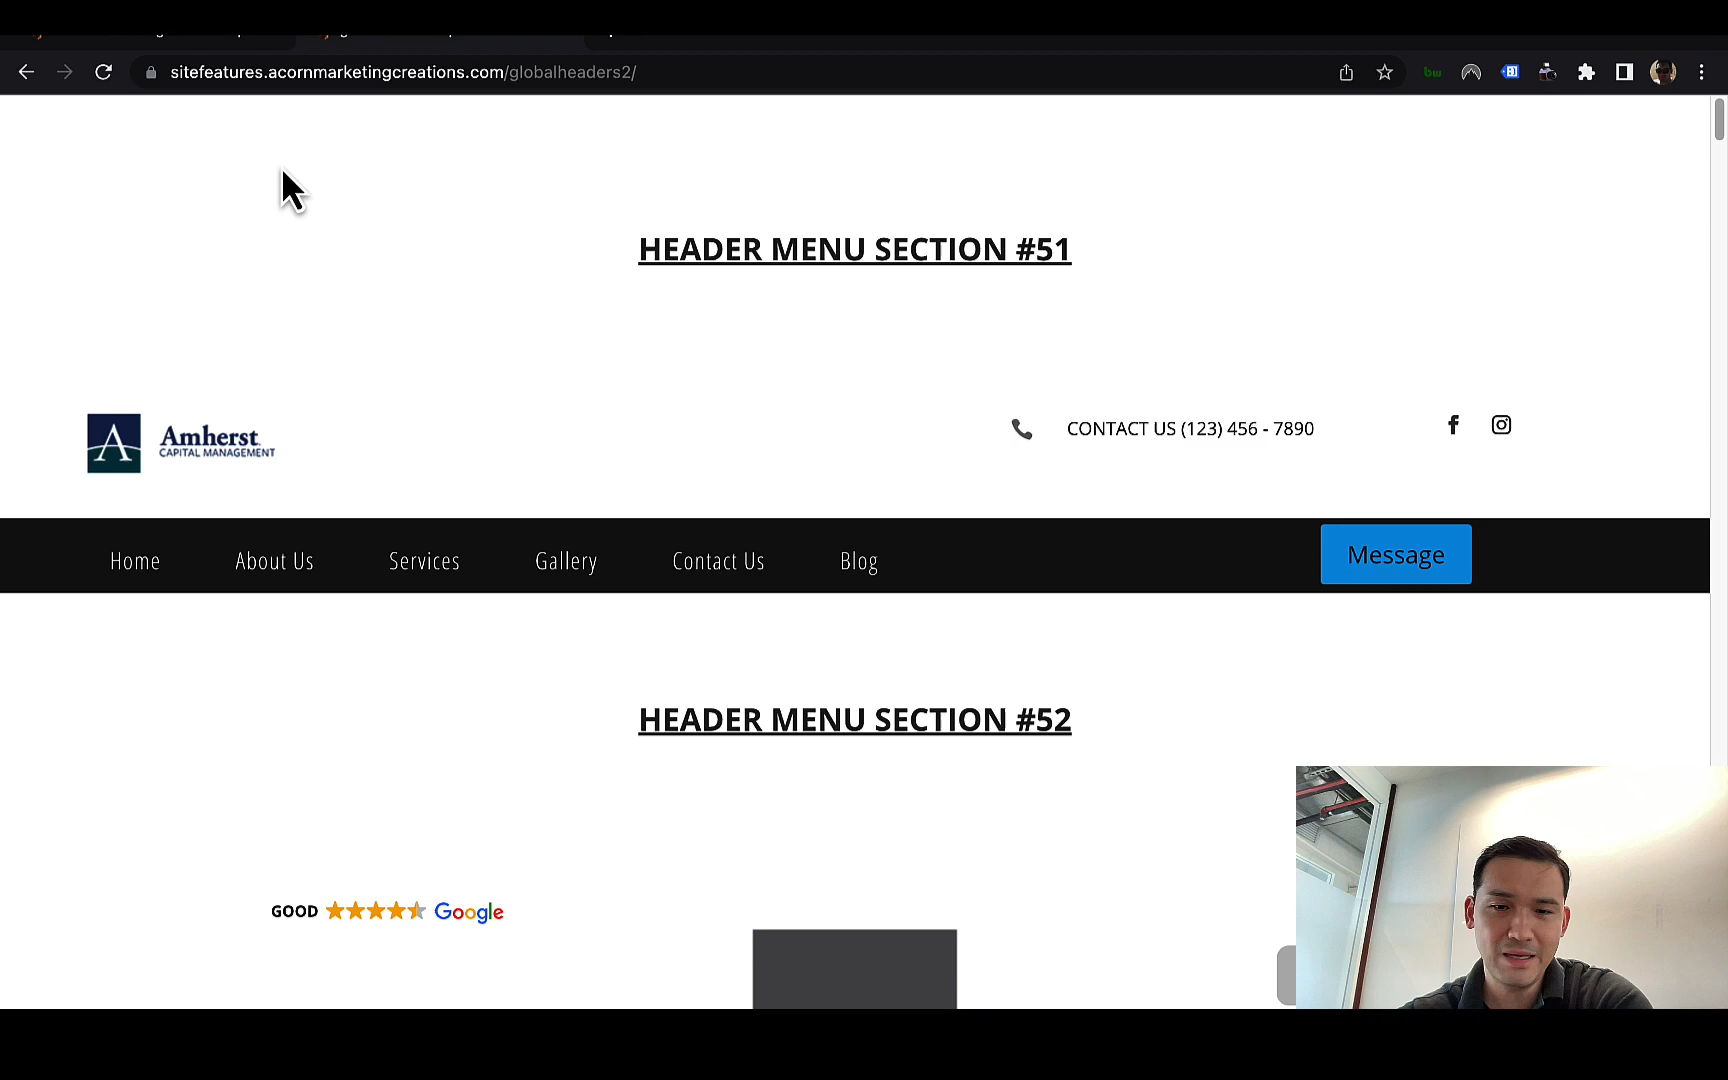 sitefeatures.acornmarketingcreations.com/globalheaders2/
bw
HEADER MENU SECTION #51
Amherst
CAPITAL MANAGEMENT
CONTACT US (123) 456 - 7890
Home About Us Services Gallery Contact Us Blog Message
HEADER MENU SECTION #52
GOOD Google